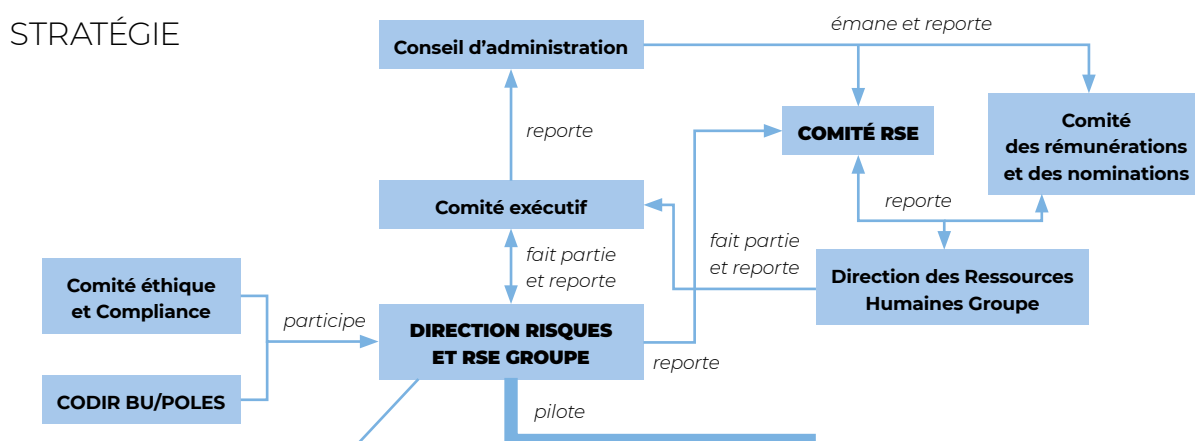 STRATÉGIE
émane et reporte
Conseil d'administration
reporte
COMITÉ RSE
Comité
des rémunérations
et des nominations
Comité exécutif
reporte
fait partie
et reporte
fait partie
et reporte
Direction des Ressources
Humaines Groupe
Comité éthique
et Compliance
participe
DIRECTION RISQUES
ET RSE GROUPE
reporte
CODIR BU/POLES
pilote